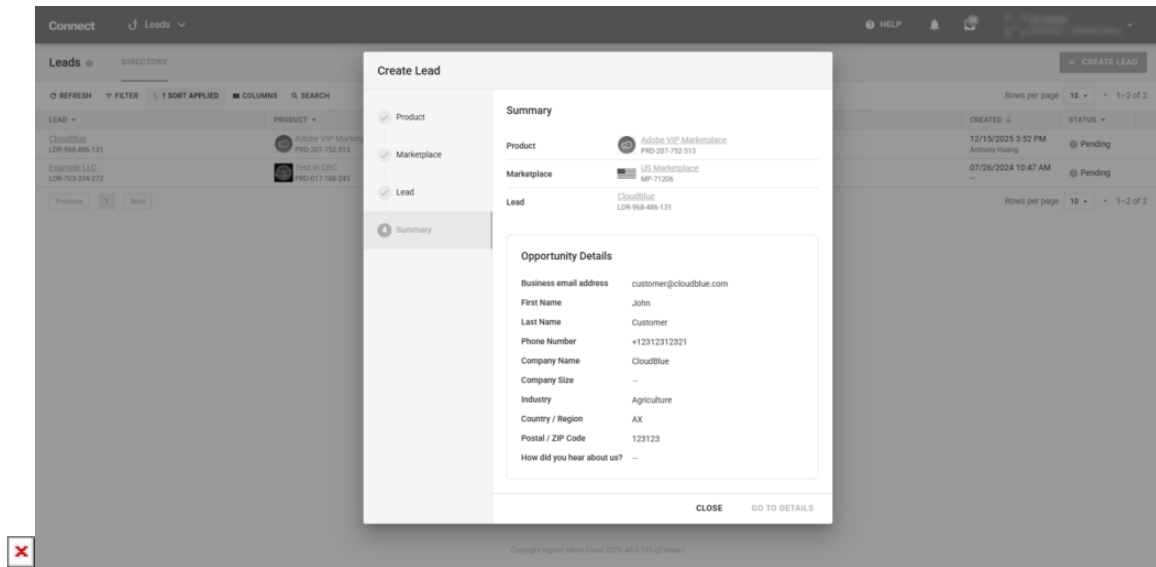 Connect
Leads
HELP
Leads
DIRECTORY
+ CREATE LEAD
REFRESH
FILTER
1 SORT APPLIED
COLUMNS
SEARCH
Rows per page 10 • 1–2 of 2
LEAD
PRODUCT
CREATED
STATUS
CloudBlue
LDR-968-486-131
Adobe VIP Market
PRD-207-752-513
12/15/2025 3:52 PM
Anthony Huang
Pending
Example LLC
LDR-703-334-272
Test in CBC
PRD-017-188-245
07/26/2024 10:47 AM
—
Pending
Previous
1
Next
Rows per page 10 • 1–2 of 2
Create Lead
Product
Marketplace
Lead
4 Summary
Summary
Product
Adobe VIP Marketplace
PRD-207-752-513
Marketplace
US Marketplace
MP-71206
Lead
CloudBlue
LDR-968-486-131
Opportunity Details
Business email address customer@cloudblue.com
First Name John
Last Name Customer
Phone Number +12312312321
Company Name CloudBlue
Company Size —
Industry Agriculture
Country / Region AX
Postal / ZIP Code 123123
How did you hear about us? —
CLOSE
GO TO DETAILS
Copyright Ingram Micro Cloud 2025,